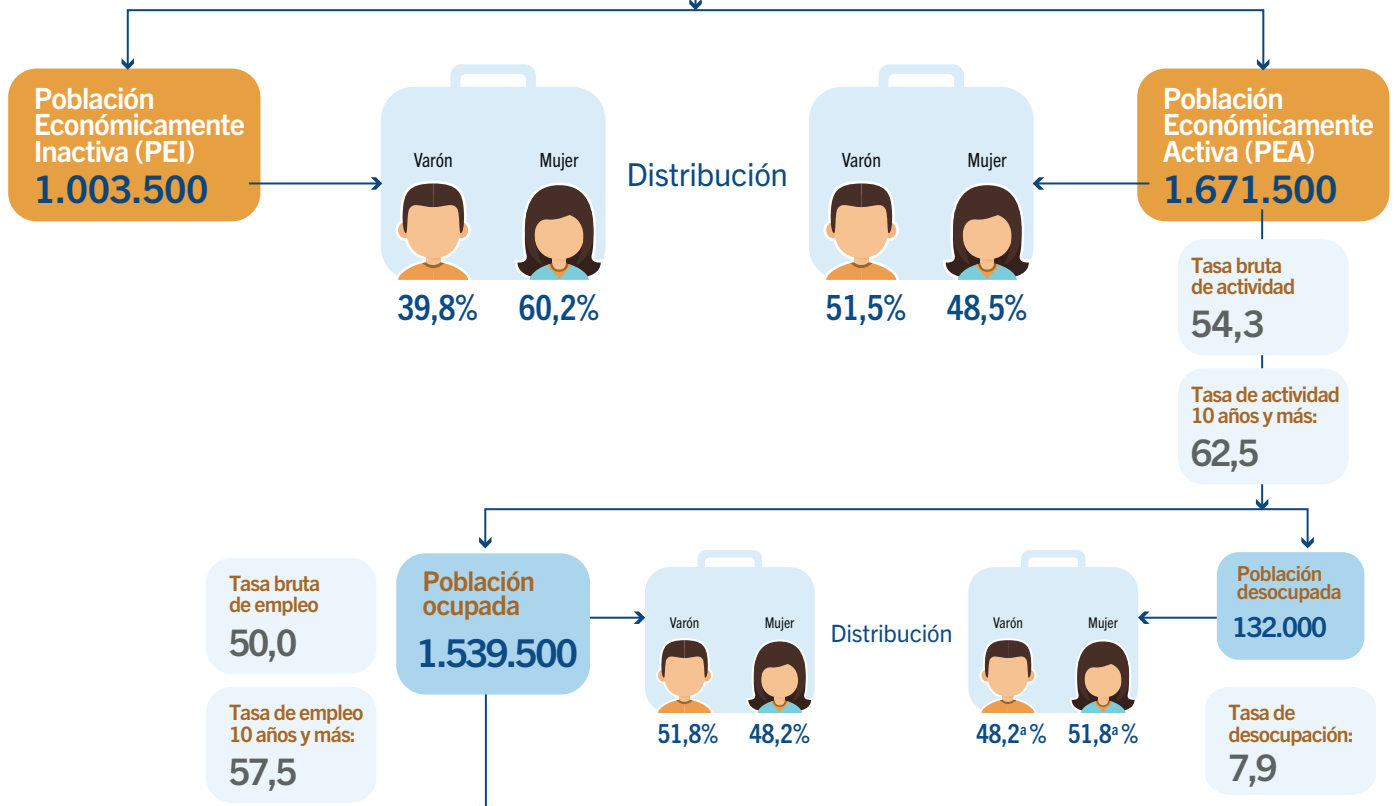 Población
Económicamente
Inactiva (PEI)
1.003.500
Varón
Mujer
39,8%
60,2%
Distribución
Varón
Mujer
51,5%
48,5%
Población
Económicamente
Activa (PEA)
1.671.500
Tasa bruta
de actividad
54,3
Tasa de actividad
10 años y más:
62,5
Tasa bruta
de empleo
50,0
Tasa de empleo
10 años y más:
57,5
Población
ocupada
1.539.500
Varón
Mujer
51,8%
48,2%
Distribución
Varón
Mujer
48,2ª %
51,8ª %
Población
desocupada
132.000
Tasa de
desocupación:
7,9